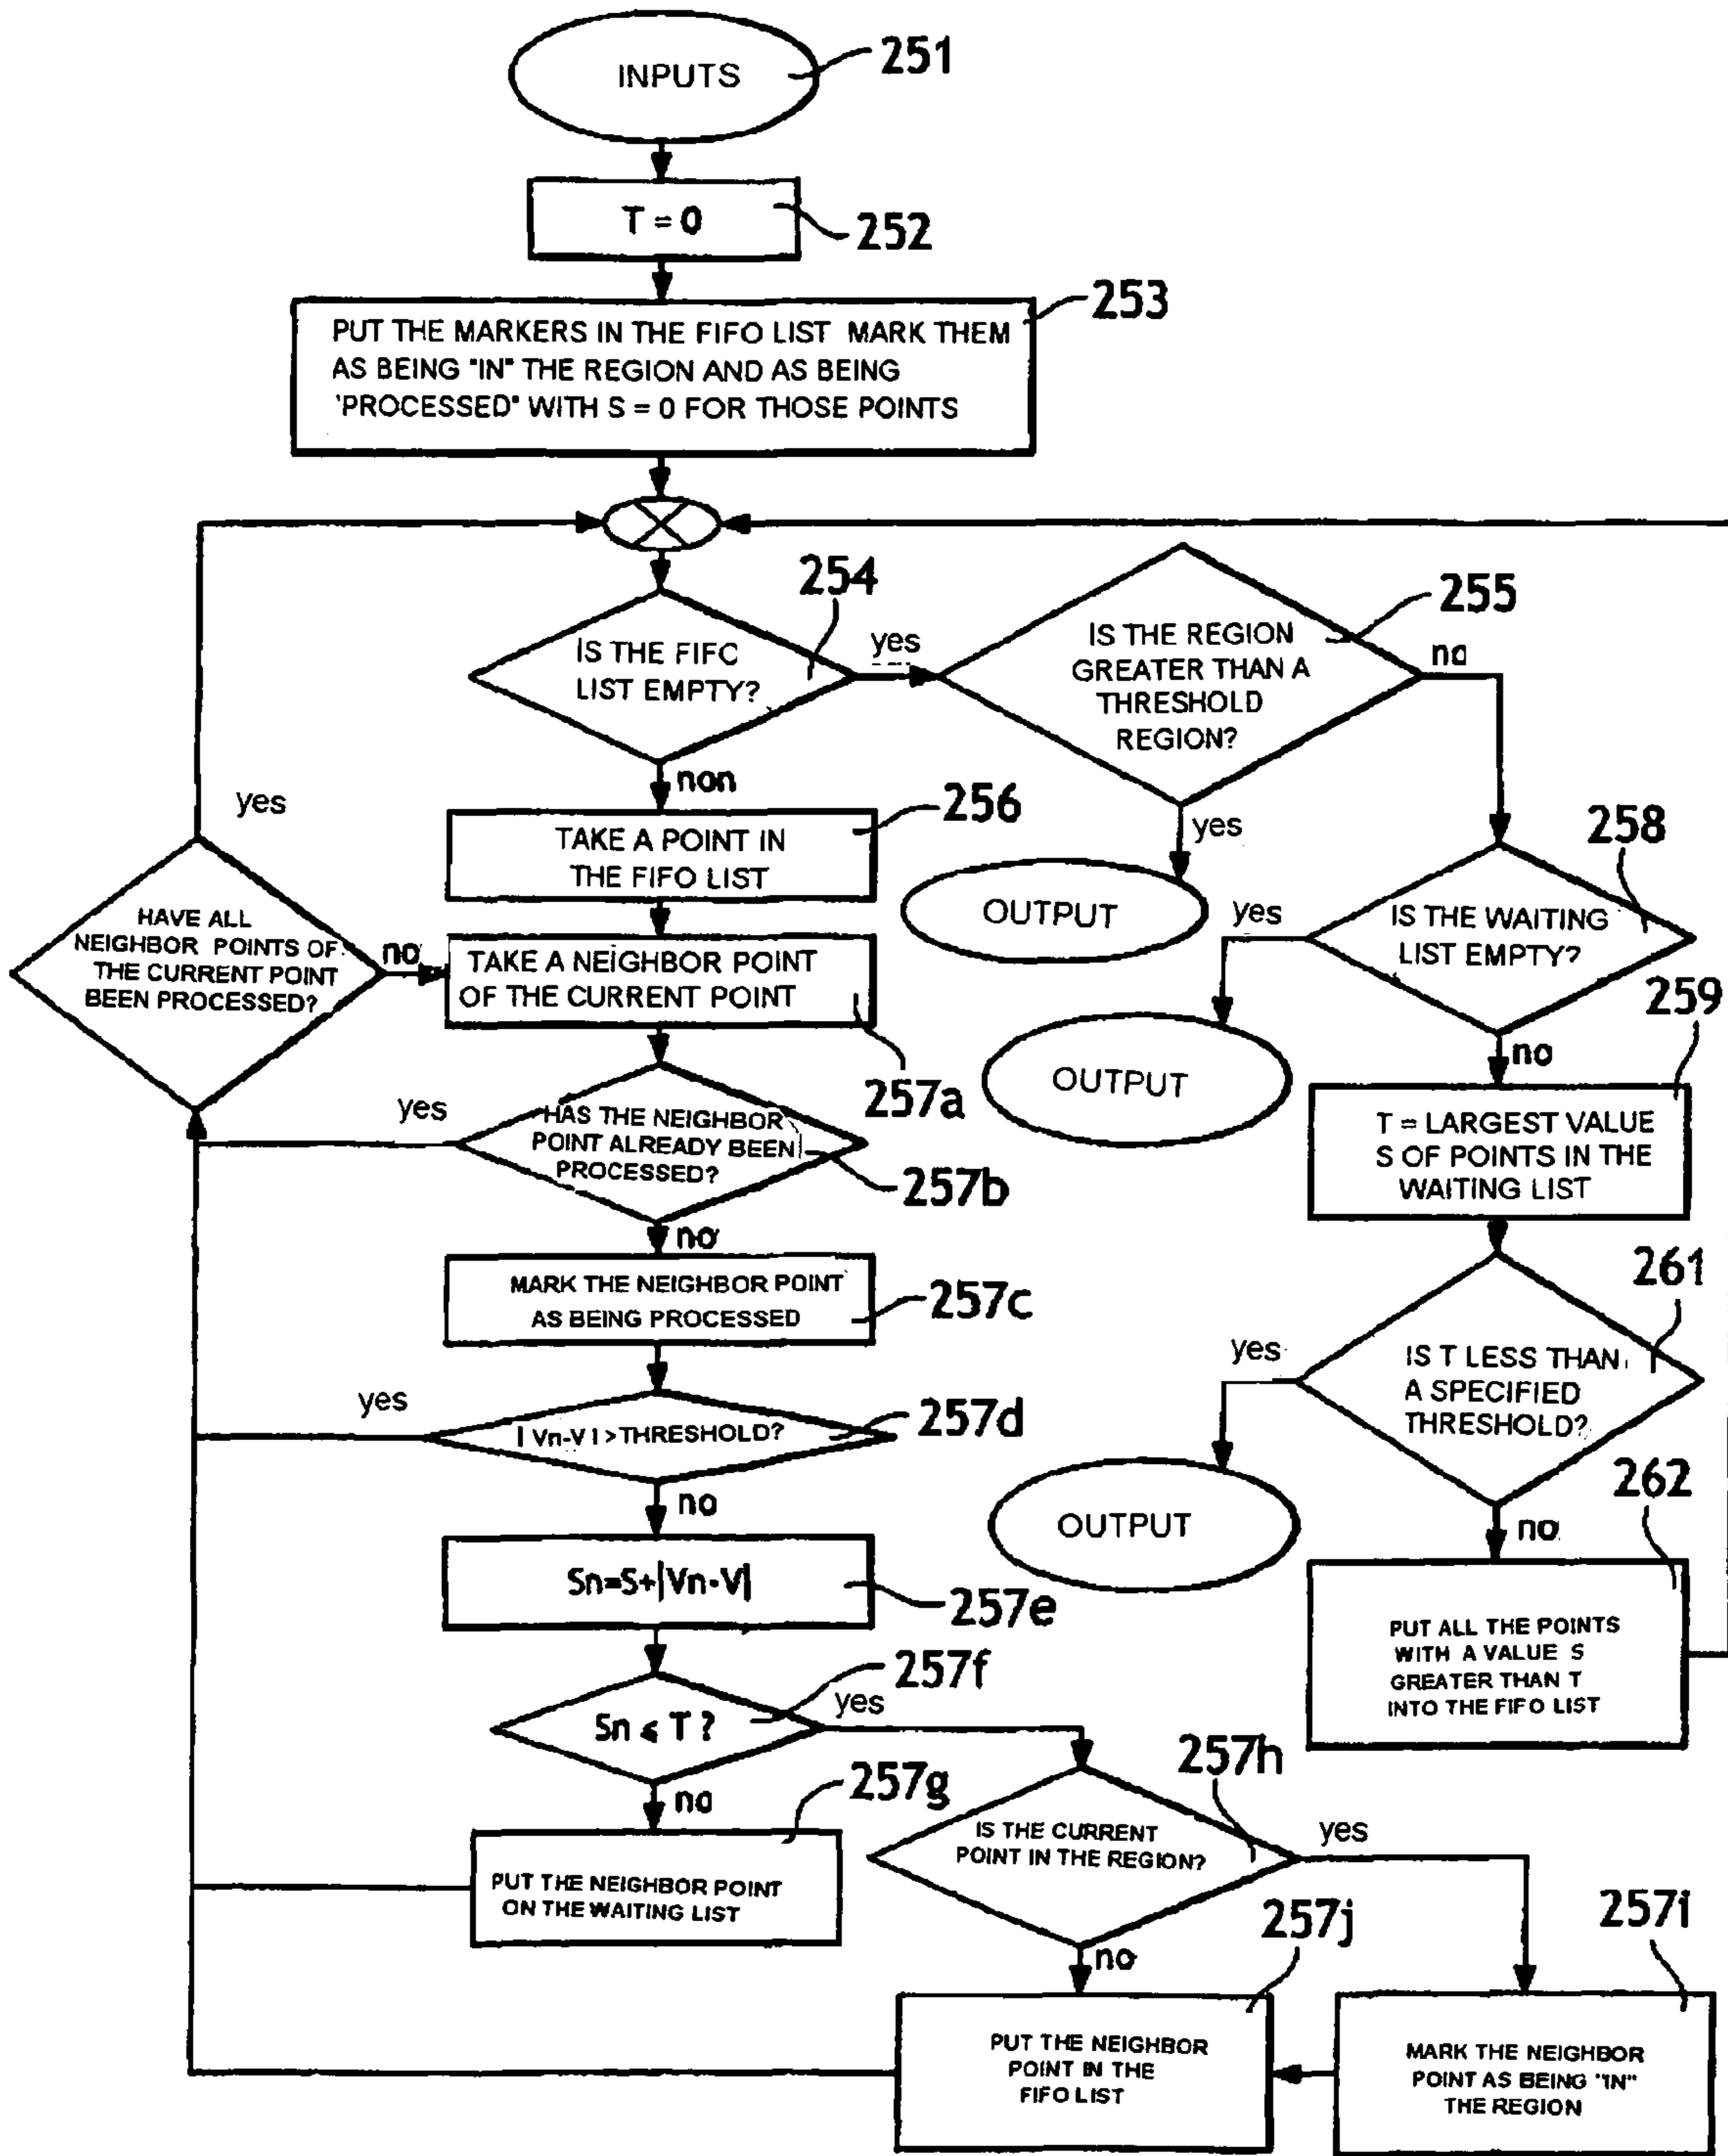 INPUTS
251
T = 0
252
253
PUT THE MARKERS IN THE FIFO LIST MARK THEM
AS BEING "IN" THE REGION AND AS BEING
'PROCESSED" WITH S = 0 FOR THOSE POINTS
254
IS THE FIFC
LIST EMPTY?
yes
non
255
IS THE REGION
GREATER THAN A
THRESHOLD
REGION?
no
yes
OUTPUT
256
TAKE A POINT IN
THE FIFO LIST
yes
HAVE ALL
NEIGHBOR POINTS OF
THE CURRENT POINT
BEEN PROCESSED?
no
TAKE A NEIGHBOR POINT
OF THE CURRENT POINT
257a
258
IS THE WAITING
LIST EMPTY?
yes
OUTPUT
no
259
T = LARGEST VALUE
S OF POINTS IN THE
WAITING LIST
yes
HAS THE NEIGHBOR
POINT ALREADY BEEN
PROCESSED?
257b
no
MARK THE NEIGHBOR POINT
AS BEING PROCESSED
257c
261
IS T LESS THAN
A SPECIFIED
THRESHOLD?
yes
OUTPUT
no
yes
| Vn-V | >THRESHOLD?
257d
no
262
PUT ALL THE POINTS
WITH A VALUE S
GREATER THAN T
INTO THE FIFO LIST
Sn=S+|Vn-V|
257e
257f
Sn ⩽ T ?
yes
no
257g
PUT THE NEIGHBOR POINT
ON THE WAITING LIST
257h
IS THE CURRENT
POINT IN THE REGION?
yes
no
257j
PUT THE NEIGHBOR
POINT IN THE
FIFO LIST
257i
MARK THE NEIGHBOR
POINT AS BEING "IN"
THE REGION